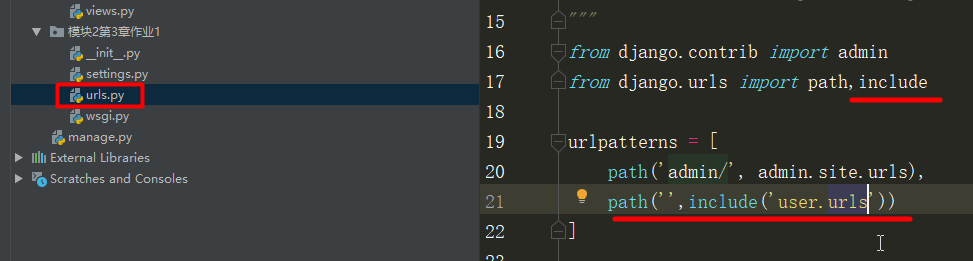 views.py
模块2第3章作业1
__init__.py
settings.py
urls.py
wsgi.py
manage.py
External Libraries
Scratches and Consoles
15 """
16 from django.contrib import admin
17 from django.urls import path,include
18
19 urlpatterns = [
20 path('admin/', admin.site.urls),
21 path('',include('user.urls'))
22 ]